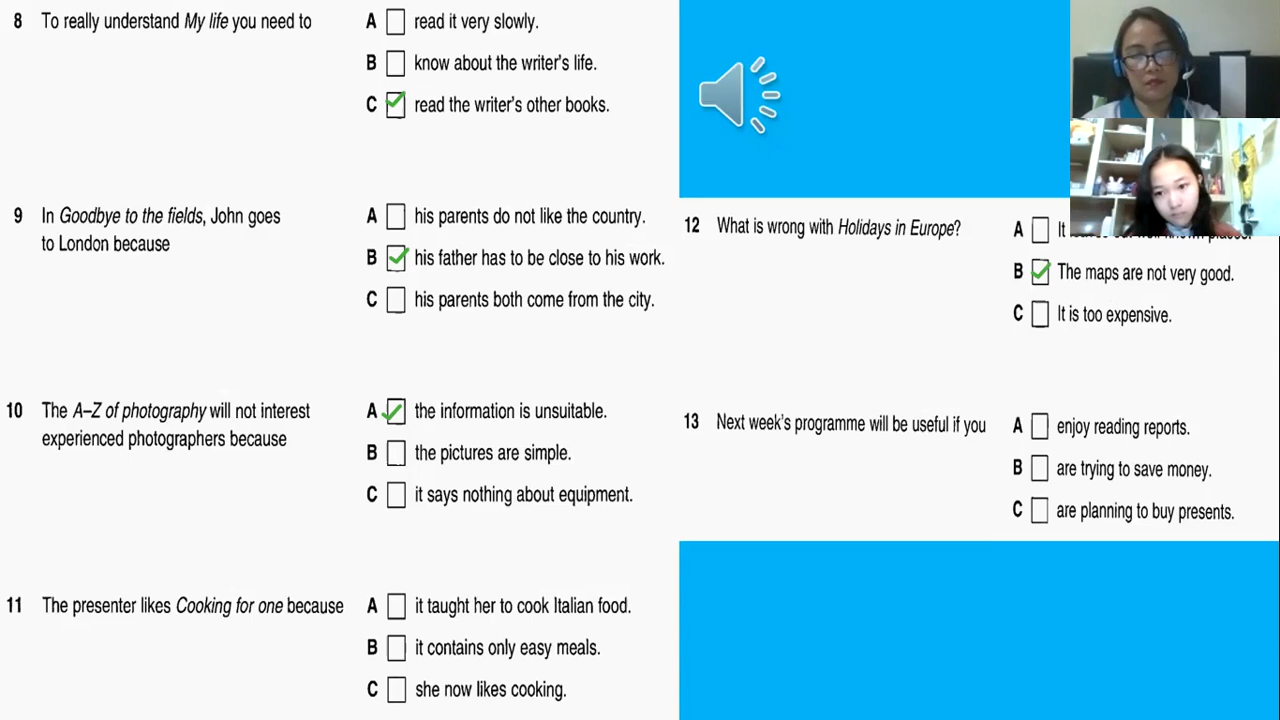 8 To really understand My life you need to
A read it very slowly.
B know about the writer's life.
C read the writer's other books.
9 In Goodbye to the fields, John goes
to London because
A his parents do not like the country.
B his father has to be close to his work.
C his parents both come from the city.
10 The A–Z of photography will not interest
experienced photographers because
A the information is unsuitable.
B the pictures are simple.
C it says nothing about equipment.
11 The presenter likes Cooking for one because
A it taught her to cook Italian food.
B it contains only easy meals.
C she now likes cooking.
12 What is wrong with Holidays in Europe?
A It
B The maps are not very good.
C It is too expensive.
13 Next week's programme will be useful if you
A enjoy reading reports.
B are trying to save money.
C are planning to buy presents.